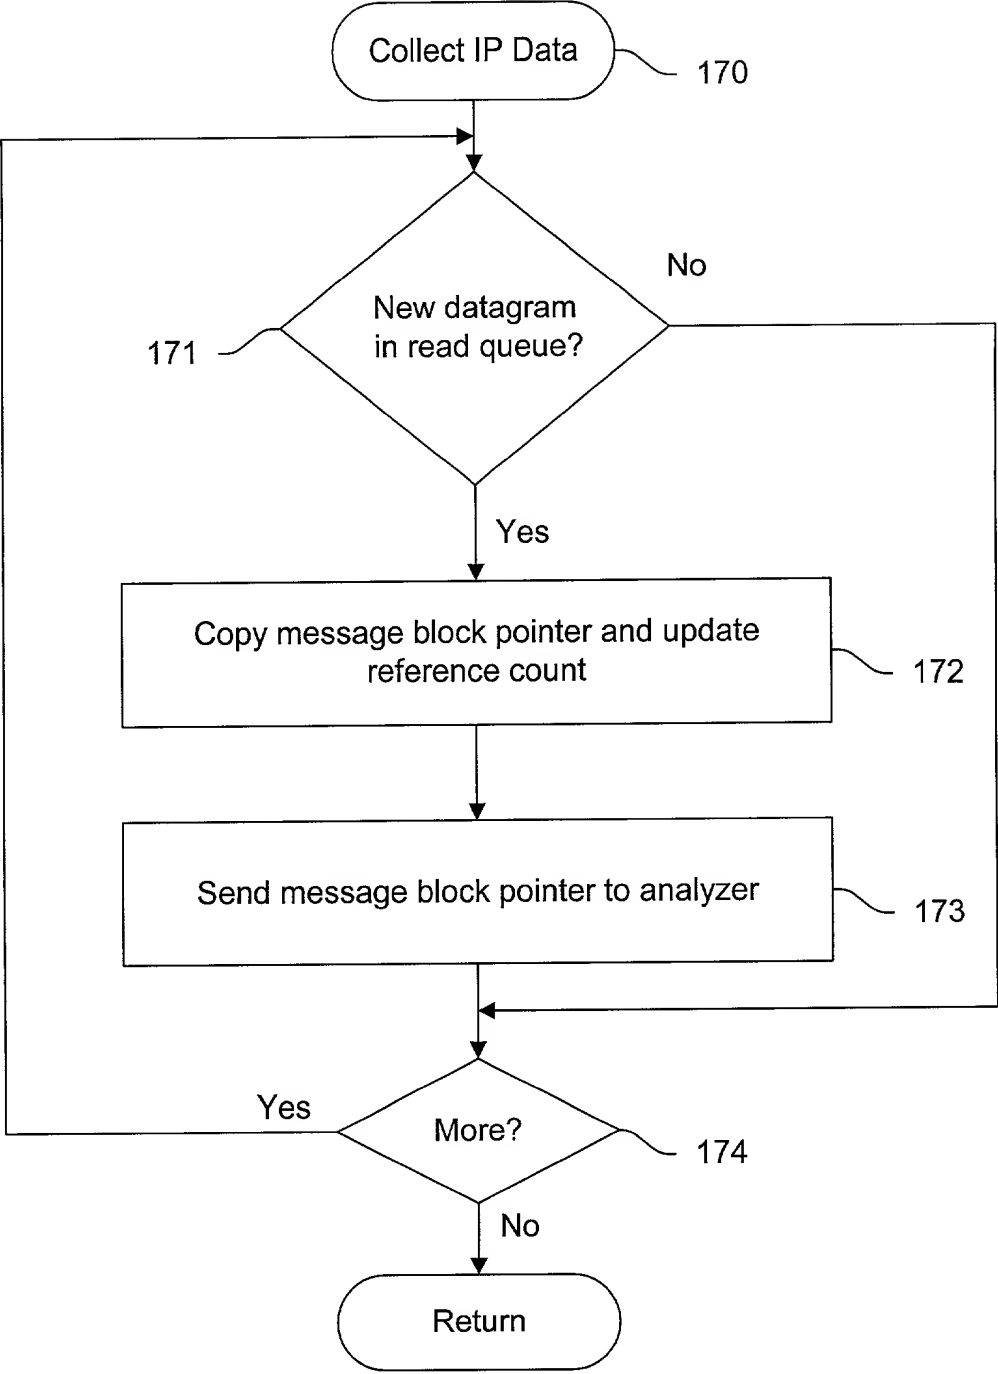 Collect IP Data
170
No
New datagram
in read queue?
171
Yes
Copy message block pointer and update
reference count
172
Send message block pointer to analyzer
173
Yes
More?
174
No
Return